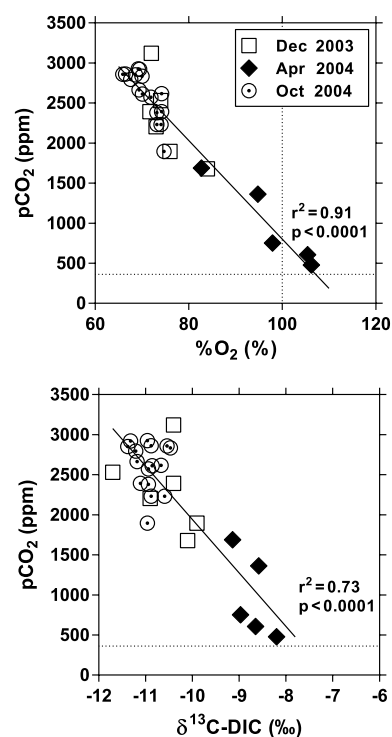 3500
3000
2500
2000
1500
1000
500
0
pCO₂ (ppm)
Dec 2003
Apr 2004
Oct 2004
r²=0.91
p<0.0001
60 80 100 120
%O₂ (%)
3500
3000
2500
2000
1500
1000
500
0
pCO₂ (ppm)
r²=0.73
p<0.0001
-12 -11 -10 -9 -8 -7 -6
δ¹³C-DIC (‰)